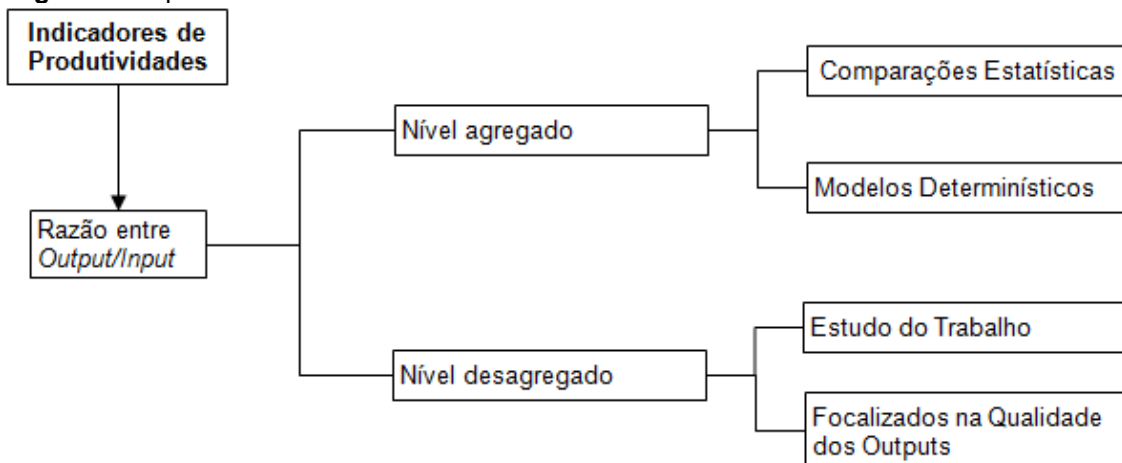 Indicadores de
Produtividades
Comparações Estatísticas
Nível agregado
Modelos Determinísticos
Razão entre
Output/Input
Estudo do Trabalho
Nível desagregado
Focalizados na Qualidade
dos Outputs